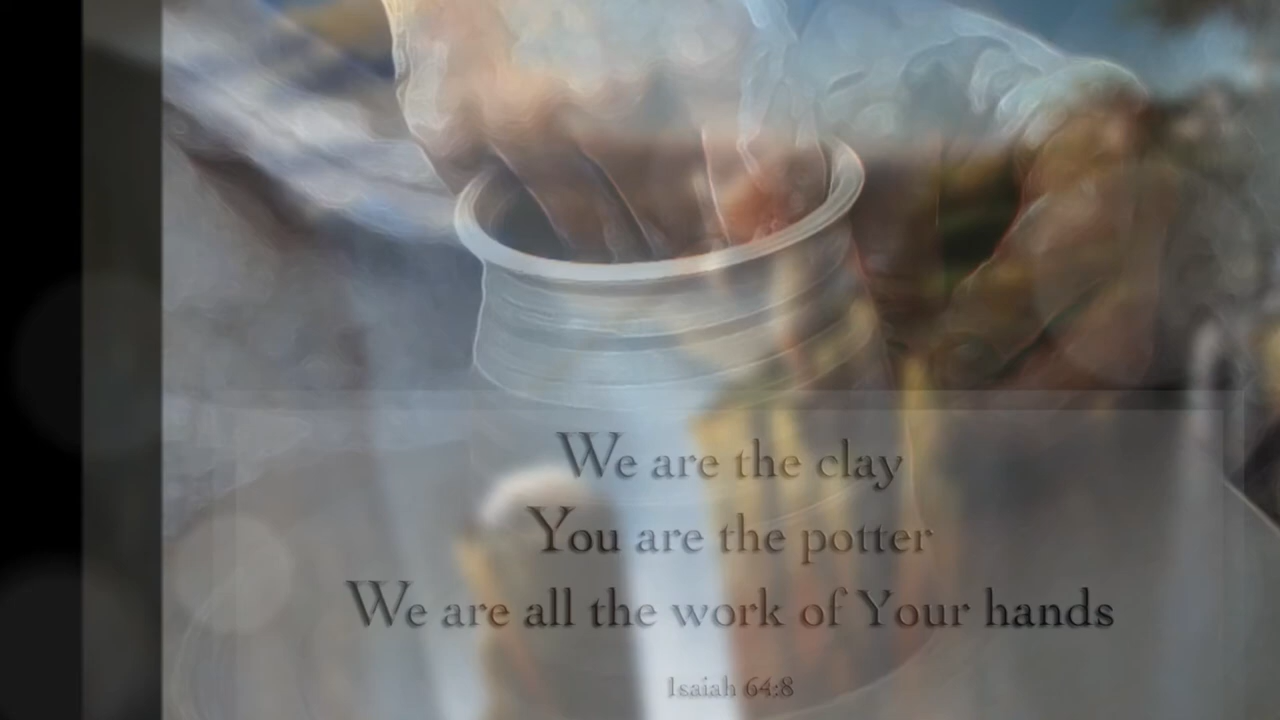 We are the clay
You are the potter
We are all the work of Your hands
Isaiah 64:8